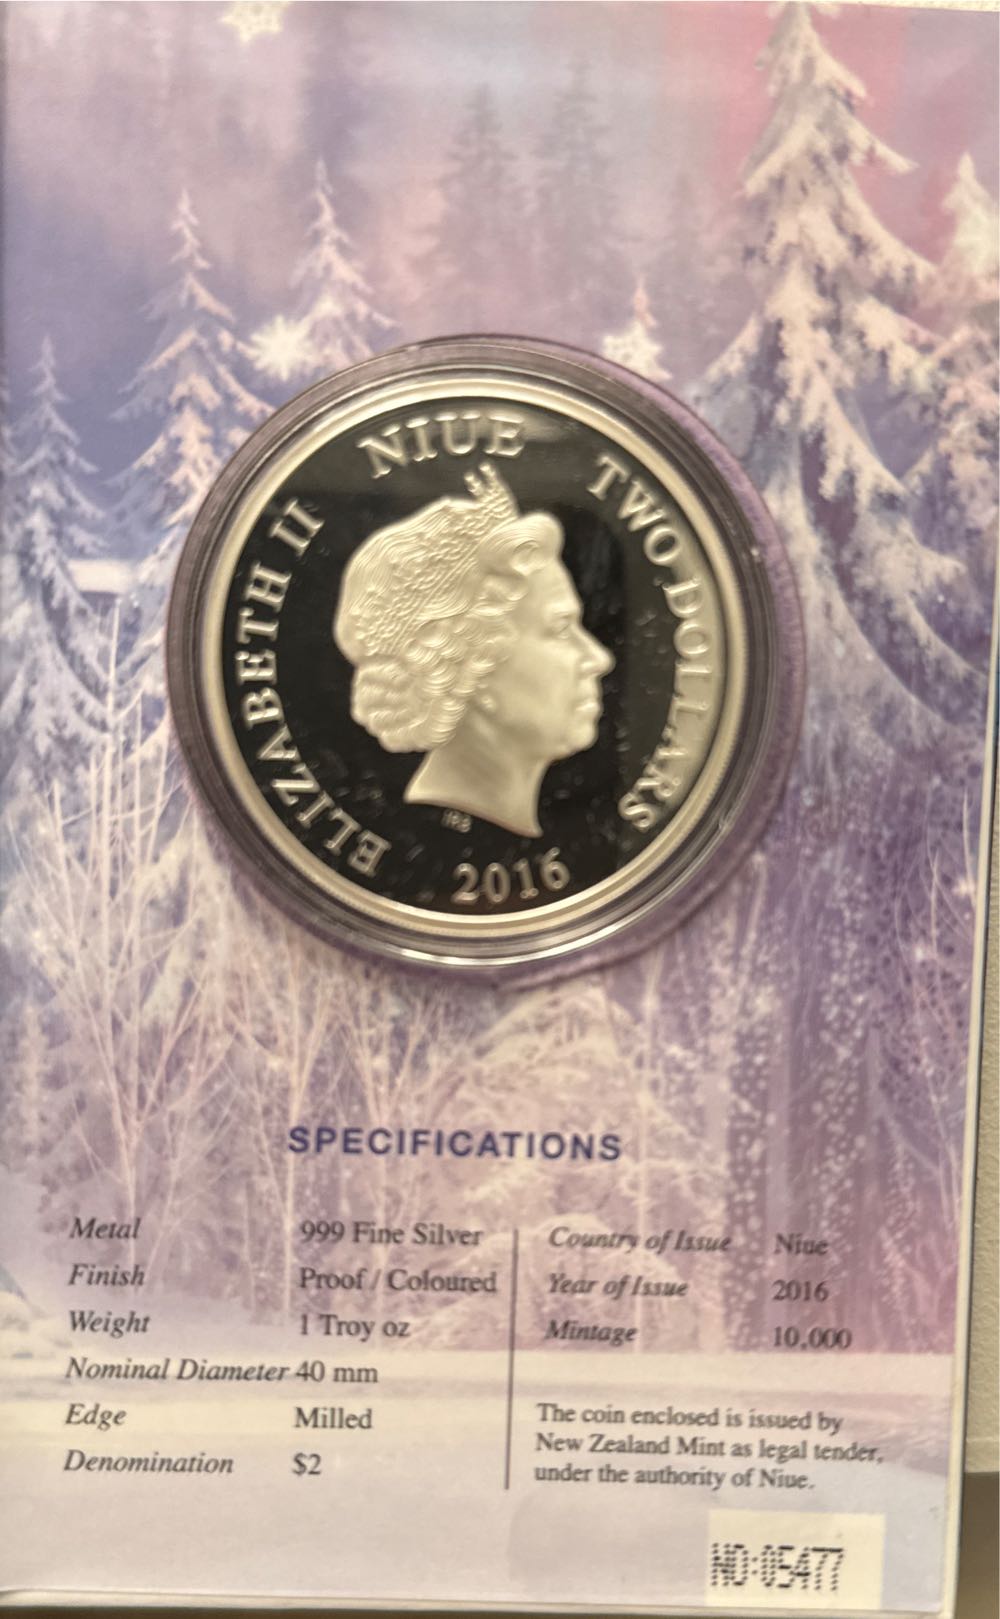 NIUE
ELIZABETH II
TWO DOLLARS
IRB
2016
SPECIFICATIONS
Metal 999 Fine Silver
Finish Proof / Coloured
Weight 1 Troy oz
Nominal Diameter 40 mm
Edge Milled
Denomination $2
Country of Issue Niue
Year of Issue 2016
Mintage 10,000
The coin enclosed is issued by
New Zealand Mint as legal tender,
under the authority of Niue.
NO:05477